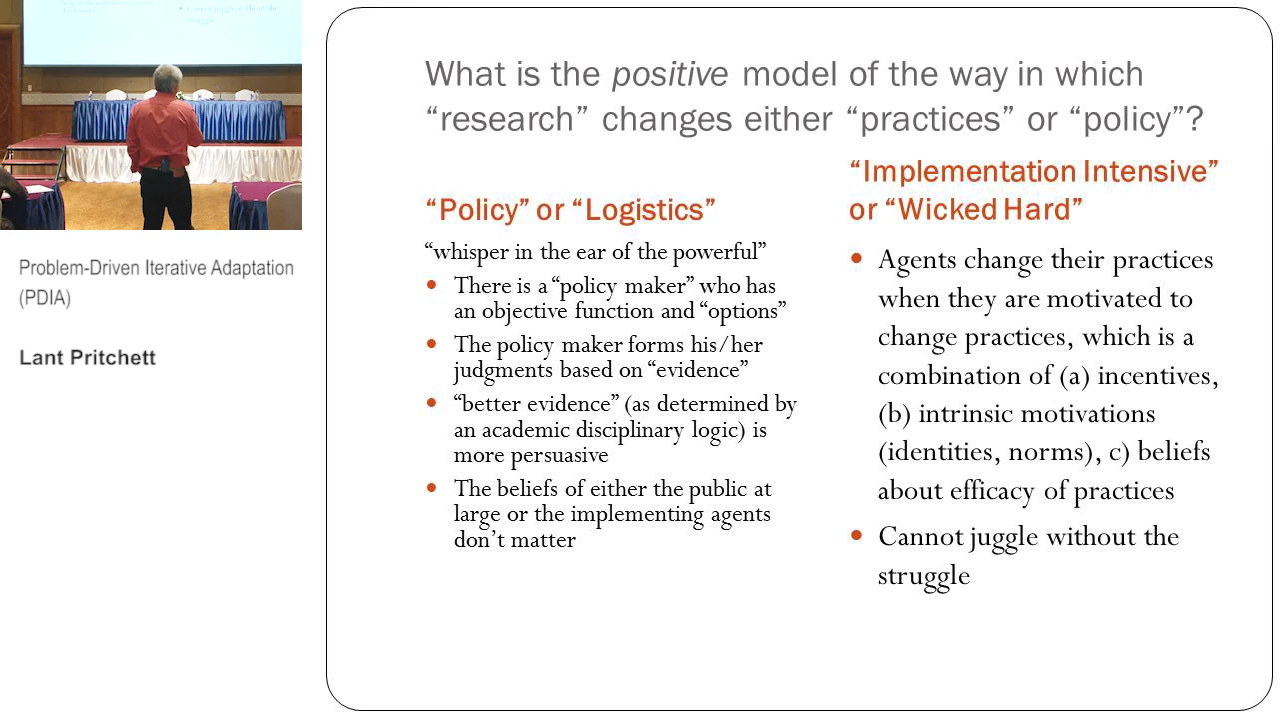 Problem-Driven Iterative Adaptation
(PDIA)
Lant Pritchett
What is the positive model of the way in which
“research” changes either “practices” or “policy”?
“Policy” or “Logistics”
“whisper in the ear of the powerful”
• There is a “policy maker” who has
an objective function and “options”
• The policy maker forms his/her
judgments based on “evidence”
• “better evidence” (as determined by
an academic disciplinary logic) is
more persuasive
• The beliefs of either the public at
large or the implementing agents
don’t matter
“Implementation Intensive”
or “Wicked Hard”
• Agents change their practices
when they are motivated to
change practices, which is a
combination of (a) incentives,
(b) intrinsic motivations
(identities, norms), c) beliefs
about efficacy of practices
• Cannot juggle without the
struggle